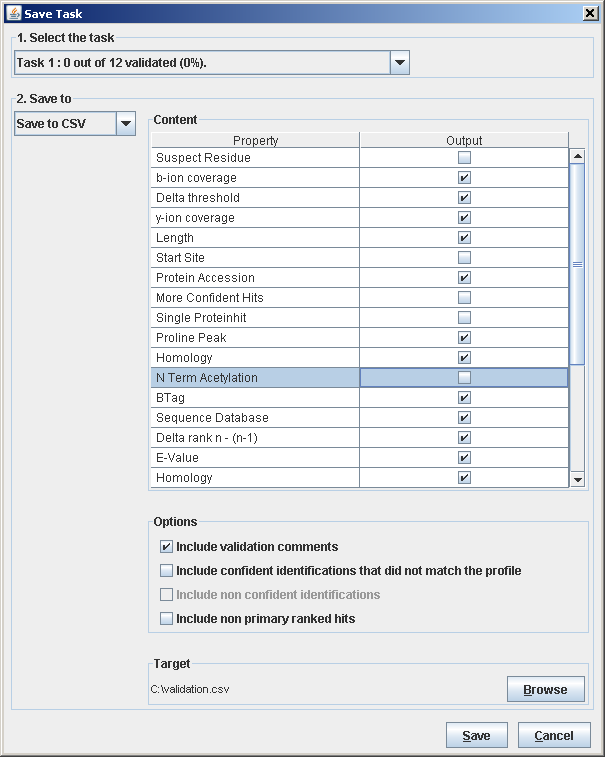 Save Task
1. Select the task
Task 1 : 0 out of 12 validated (0%).
2. Save to
Save to CSV
Content
Property Output
Suspect Residue
b-ion coverage
Delta threshold
y-ion coverage
Length
Start Site
Protein Accession
More Confident Hits
Single Proteinhit
Proline Peak
Homology
N Term Acetylation
BTag
Sequence Database
Delta rank n - (n-1)
E-Value
Homology
Options
Include validation comments
Include confident identifications that did not match the profile
Include non confident identifications
Include non primary ranked hits
Target
C:\validation.csv
Browse
Save Cancel